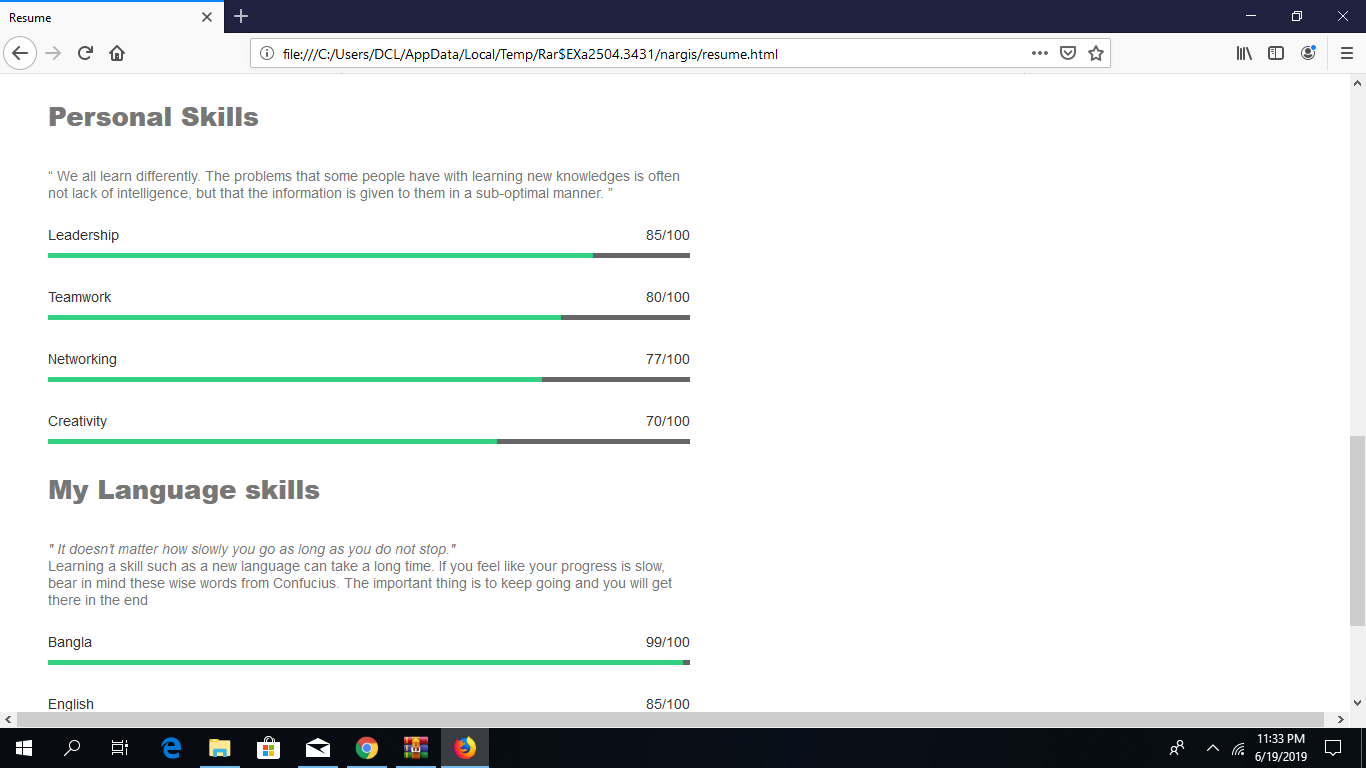 Resume
file:///C:/Users/DCL/AppData/Local/Temp/Rar$EXa2504.3431/nargis/resume.html
Personal Skills
“ We all learn differently. The problems that some people have with learning new knowledges is often
not lack of intelligence, but that the information is given to them in a sub-optimal manner. ”
Leadership 85/100
Teamwork 80/100
Networking 77/100
Creativity 70/100
My Language skills
" It doesn’t matter how slowly you go as long as you do not stop."
Learning a skill such as a new language can take a long time. If you feel like your progress is slow,
bear in mind these wise words from Confucius. The important thing is to keep going and you will get
there in the end
Bangla 99/100
English 85/100
11:33 PM
6/19/2019